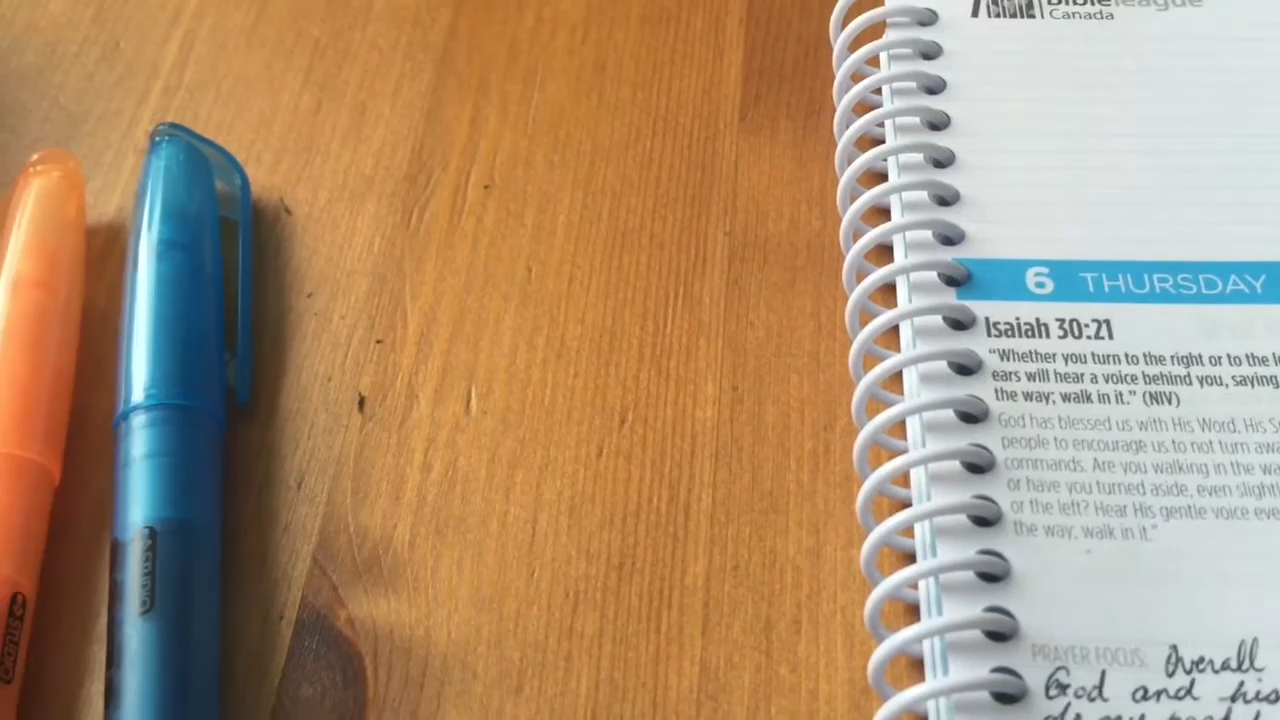 Bibleleague
Canada
6 THURSDAY
Isaiah 30:21
“Whether you turn to the right or to the
ears will hear a voice behind you, saying,
the way; walk in it.” (NIV)
God has blessed us with His Word, His
people to encourage us to not turn
commands. Are you walking in the
or have you turned aside, even
or the left? Hear His gentle voice
the way, walk in it.”
PRAYER FOCUS: Overall
God and his
OLARUS
OLARUS